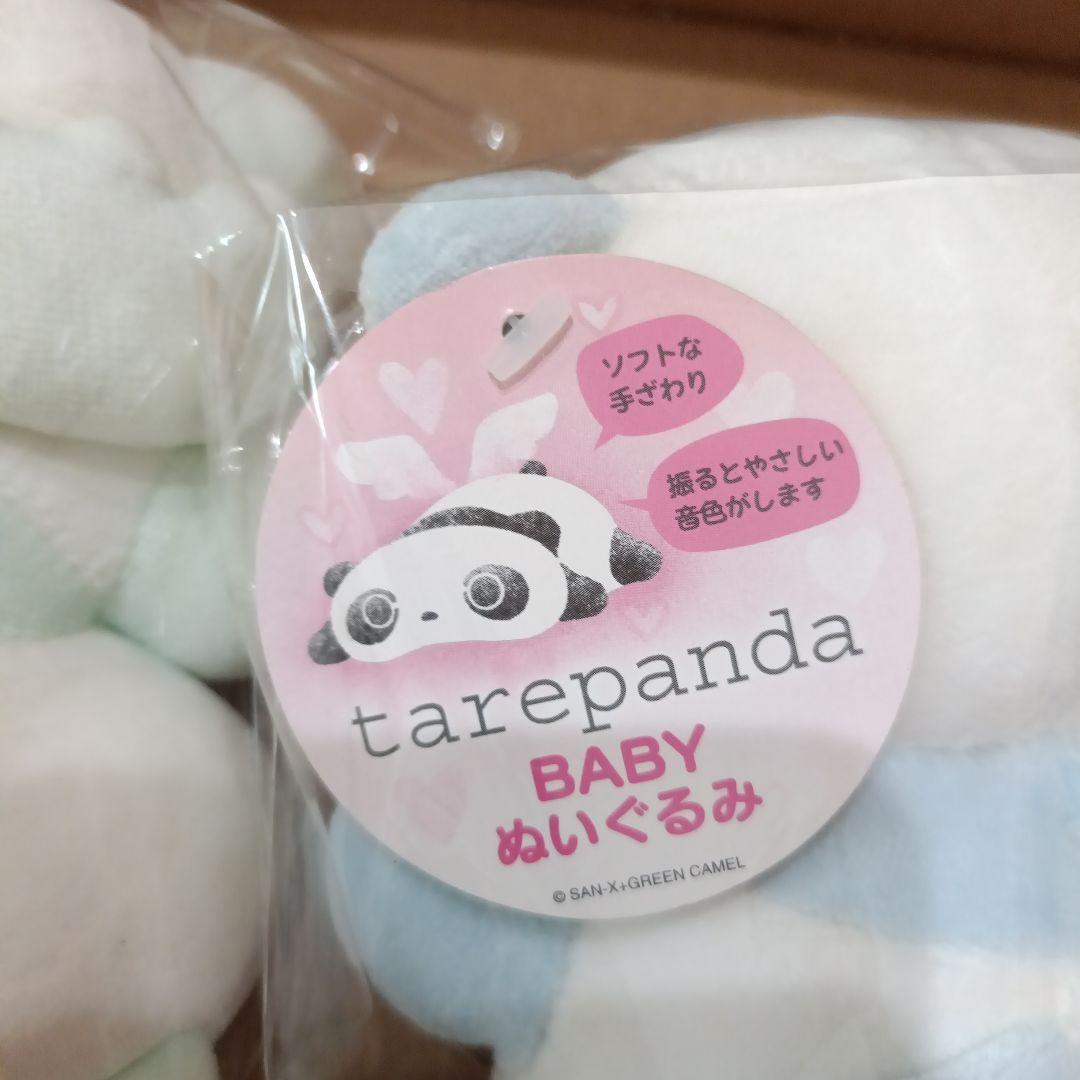 ソフトな
手ざわり
振るとやさしい
音色がします
tarepanda
BABY
ぬいぐるみ
© SAN-X+GREEN CAMEL